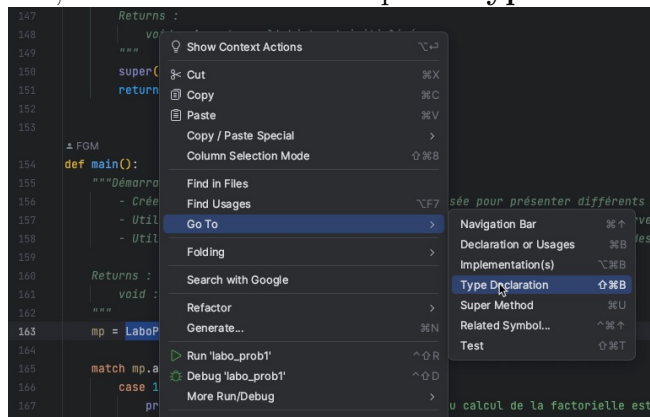 147 Returns :
148
149 """
150 super(
151 return
152
153
FGM
154 def main():
155 """Démarra
156 - Crée sée pour présenter différents
157 - Util
158 - Util
159
160 Returns :
161 void :
162 """
163 mp = LaboP
164
165 match mp.a
166 case 1
167 pr u calcul de la factorielle est
Show Context Actions ⌥↩
Cut ⌘X
Copy ⌘C
Paste ⌘V
Copy / Paste Special >
Column Selection Mode ⇧⌘8
Find in Files
Find Usages ⌥F7
Go To >
Folding >
Search with Google
Refactor >
Generate... ⌘N
Run 'labo_prob1' ^⇧R
Debug 'labo_prob1' ^⇧D
More Run/Debug >
Navigation Bar ⌘↑
Declaration or Usages ⌘B
Implementation(s) ⌥⌘B
Type Declaration ⇧⌘B
Super Method ⌘U
Related Symbol... ^⌘↑
Test ⇧⌘T